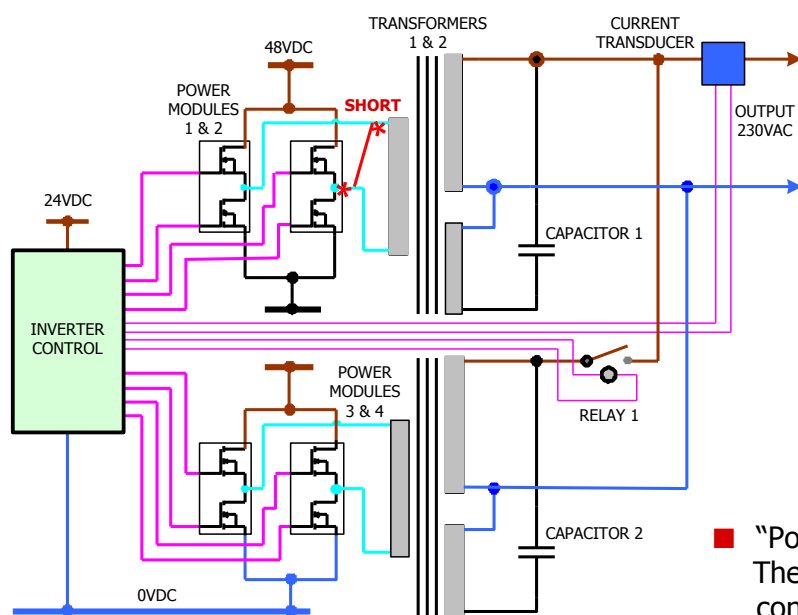 TRANSFORMERS
1 & 2
CURRENT
TRANSDUCER
48VDC
POWER
MODULES
1 & 2
SHORT
OUTPUT
230VAC
24VDC
CAPACITOR 1
INVERTER
CONTROL
POWER
MODULES
3 & 4
RELAY 1
CAPACITOR 2
0VDC
"Po
The
con